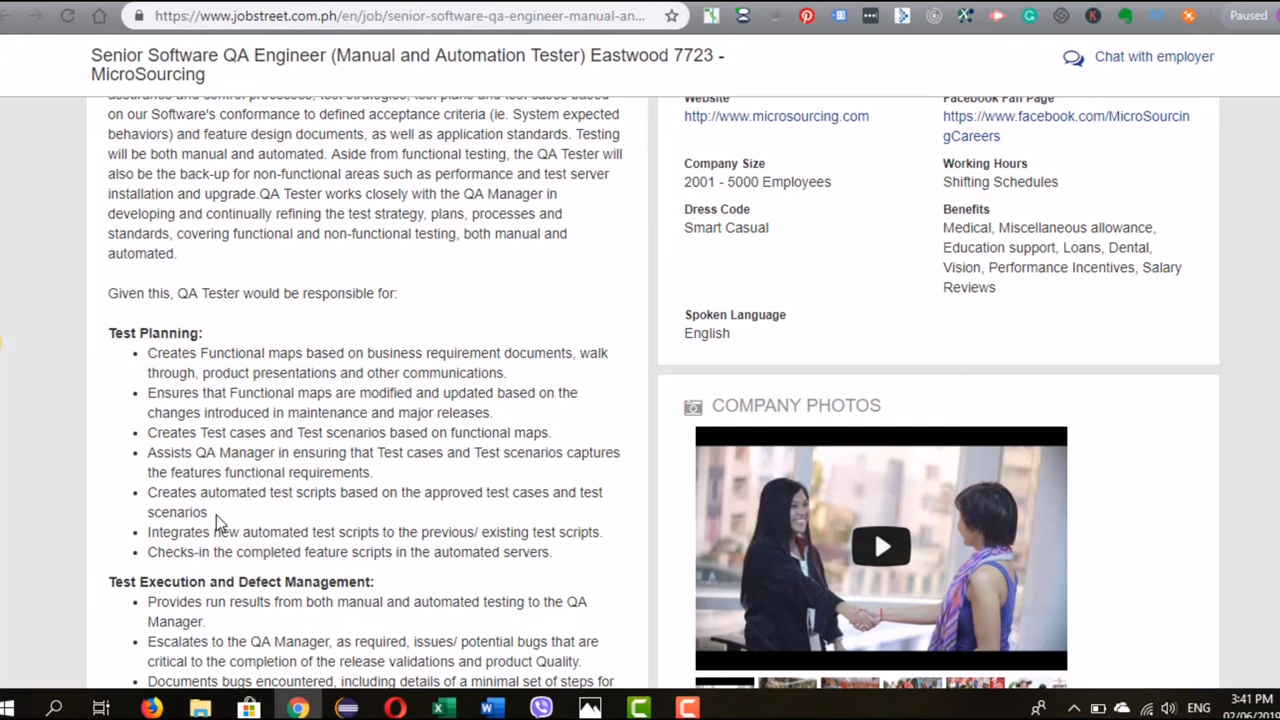 https://www.jobstreet.com.ph/en/job/senior-software-qa-engineer-manual-an...
Paused
Senior Software QA Engineer (Manual and Automation Tester) Eastwood 7723 -
MicroSourcing
Chat with employer
assurance and control processes, test strategies, test plans and test cases based
on our Software's conformance to defined acceptance criteria (ie. System expected
behaviors) and feature design documents, as well as application standards. Testing
will be both manual and automated. Aside from functional testing, the QA Tester will
also be the back-up for non-functional areas such as performance and test server
installation and upgrade.QA Tester works closely with the QA Manager in
developing and continually refining the test strategy, plans, processes and
standards, covering functional and non-functional testing, both manual and
automated.
Given this, QA Tester would be responsible for:
Test Planning:
• Creates Functional maps based on business requirement documents, walk
through, product presentations and other communications.
• Ensures that Functional maps are modified and updated based on the
changes introduced in maintenance and major releases.
• Creates Test cases and Test scenarios based on functional maps.
• Assists QA Manager in ensuring that Test cases and Test scenarios captures
the features functional requirements.
• Creates automated test scripts based on the approved test cases and test
scenarios
• Integrates new automated test scripts to the previous/ existing test scripts.
• Checks-in the completed feature scripts in the automated servers.
Test Execution and Defect Management:
• Provides run results from both manual and automated testing to the QA
Manager.
• Escalates to the QA Manager, as required, issues/ potential bugs that are
critical to the completion of the release validations and product Quality.
• Documents bugs encountered, including details of a minimal set of steps for
Website
http://www.microsourcing.com
Facebook Fan Page
https://www.facebook.com/MicroSourcin
gCareers
Company Size
2001 - 5000 Employees
Working Hours
Shifting Schedules
Dress Code
Smart Casual
Benefits
Medical, Miscellaneous allowance,
Education support, Loans, Dental,
Vision, Performance Incentives, Salary
Reviews
Spoken Language
English
COMPANY PHOTOS
ENG
3:41 PM